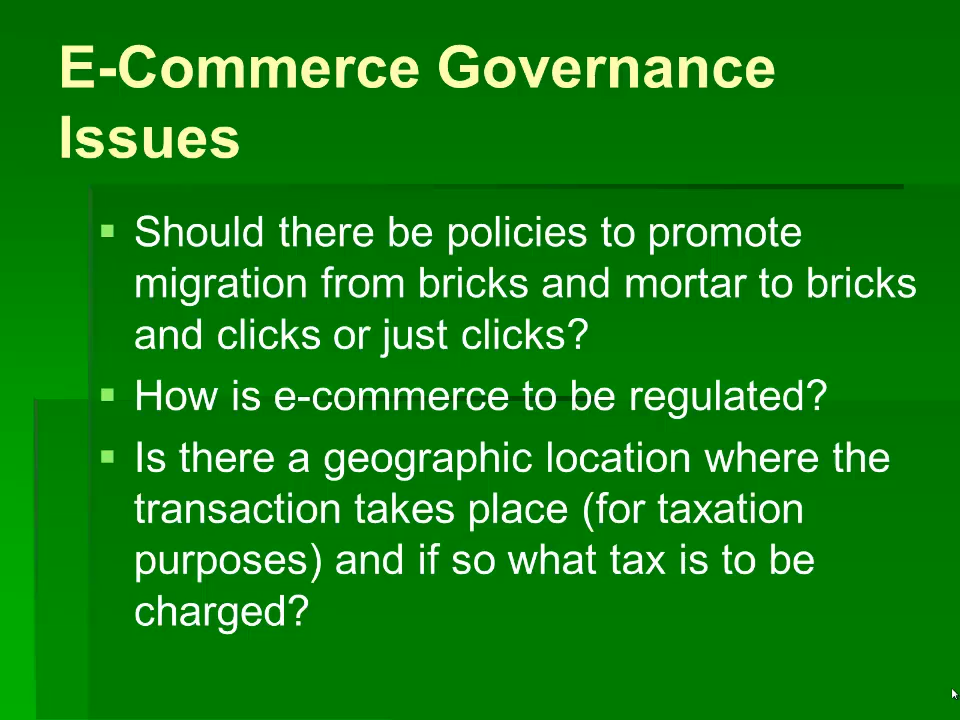 E-Commerce Governance
Issues
Should there be policies to promote
migration from bricks and mortar to bricks
and clicks or just clicks?
How is e-commerce to be regulated?
Is there a geographic location where the
transaction takes place (for taxation
purposes) and if so what tax is to be
charged?